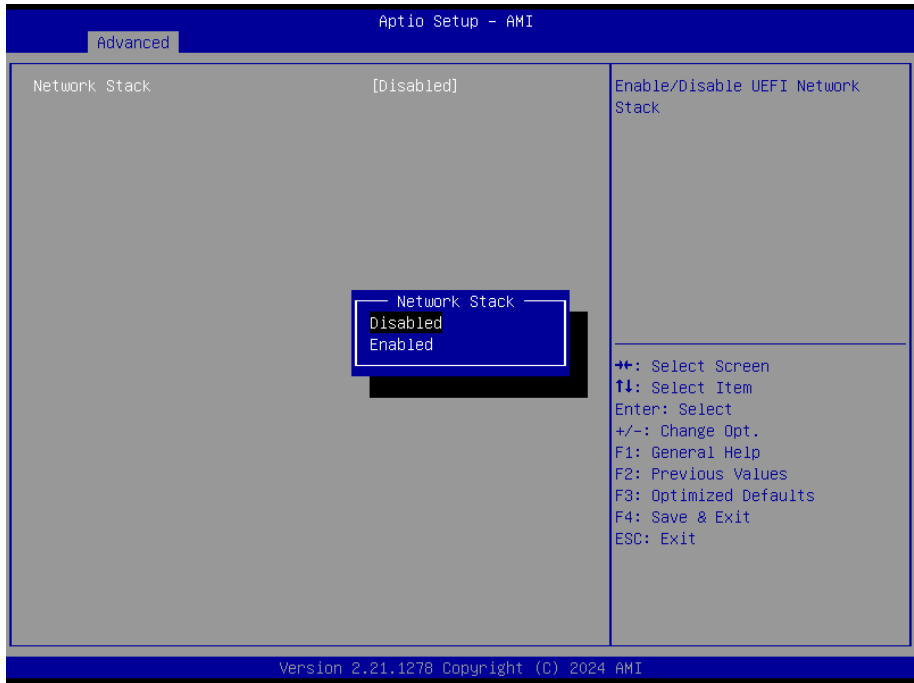 Aptio Setup - AMI
Advanced
Network Stack [Disabled]
Enable/Disable UEFI Network
Stack
Network Stack
Disabled
Enabled
→←: Select Screen
↑↓: Select Item
Enter: Select
+/-: Change Opt.
F1: General Help
F2: Previous Values
F3: Optimized Defaults
F4: Save & Exit
ESC: Exit
Version 2.21.1278 Copyright (C) 2024 AMI